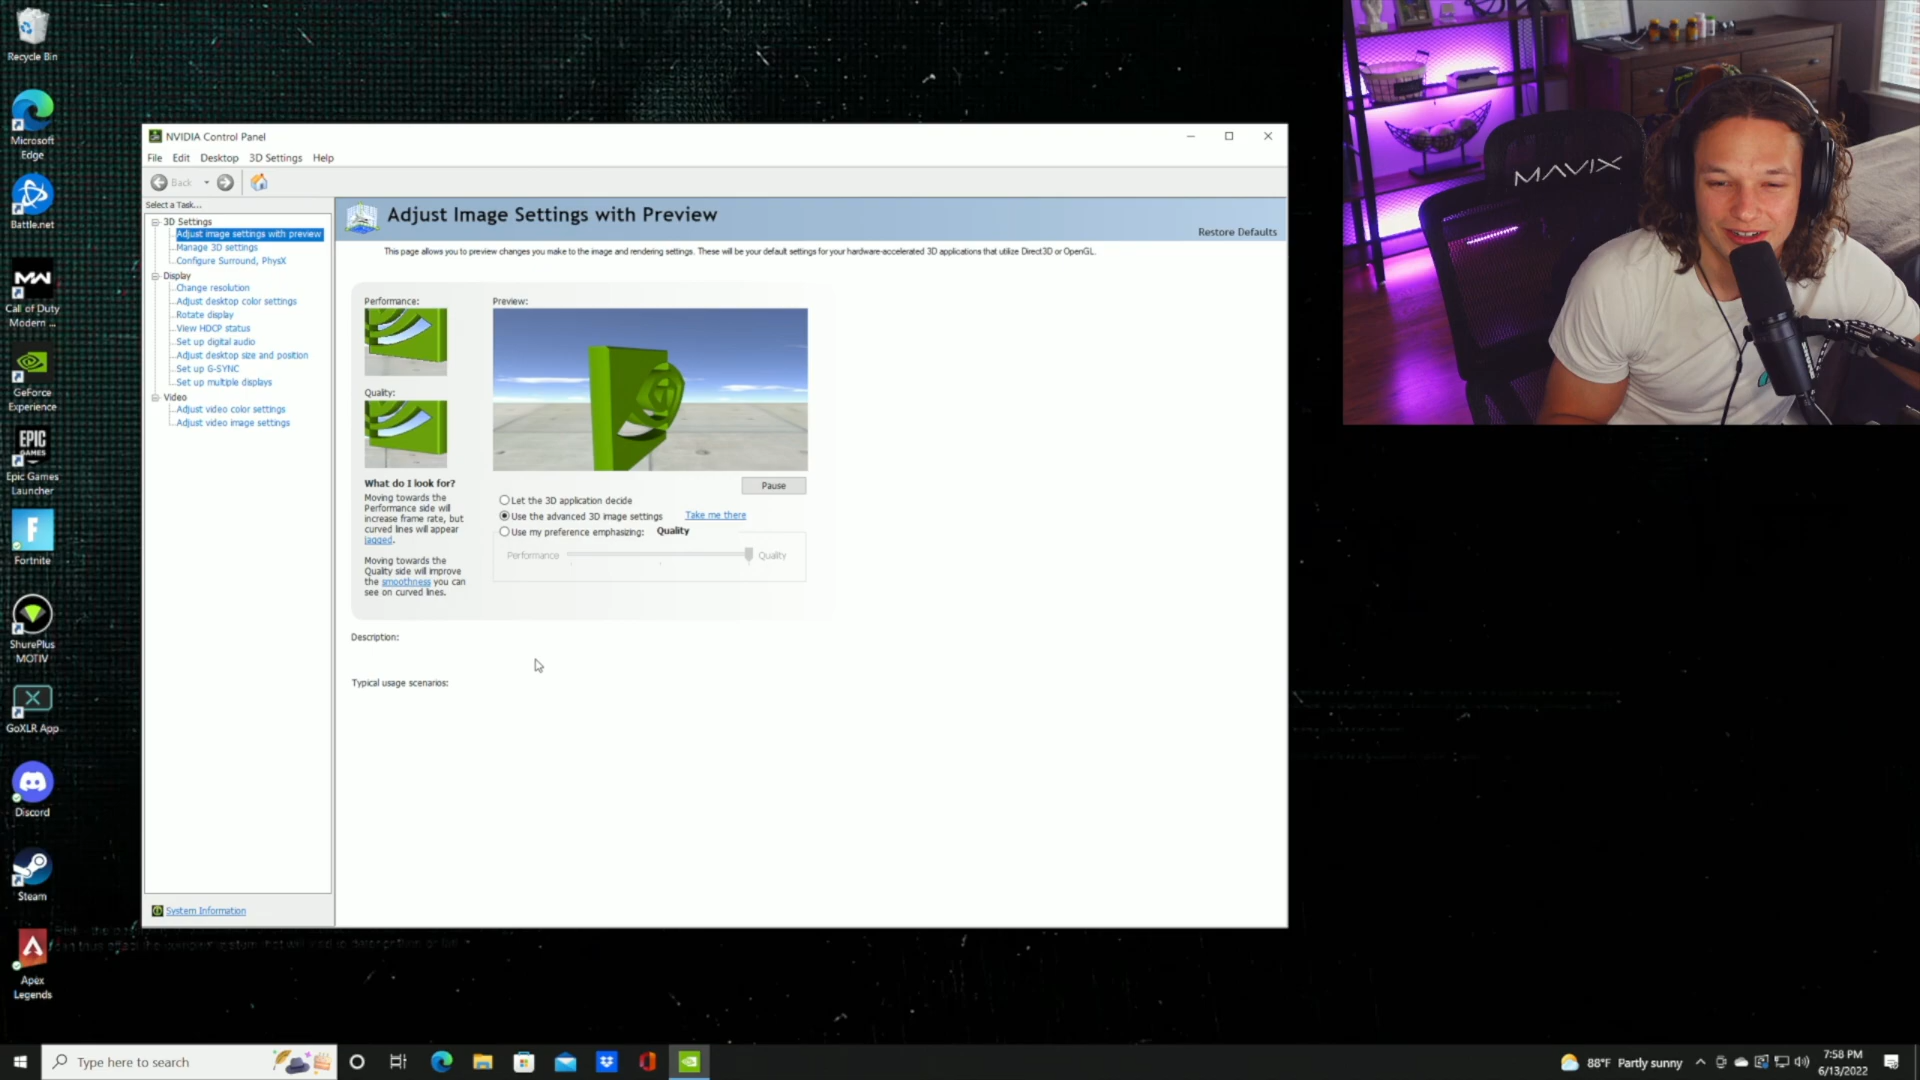 Recycle Bin
Microsoft
Edge
Battle.net
Call of Duty
Modern ...
GeForce
Experience
EPIC
GAMES
Epic Games
Launcher
Fortnite
ShurePlus
MOTIV
GoXLR App
Discord
Steam
Apex
Legends
NVIDIA Control Panel
File Edit Desktop 3D Settings Help
Back
Select a Task...
3D Settings
Adjust image settings with preview
Manage 3D settings
Configure Surround, PhysX
Display
Change resolution
Adjust desktop color settings
Rotate display
View HDCP status
Set up digital audio
Adjust desktop size and position
Set up G-SYNC
Set up multiple displays
Video
Adjust video color settings
Adjust video image settings
System Information
Adjust Image Settings with Preview
Restore Defaults
This page allows you to preview changes you make to the image and rendering settings. These will be your default settings for your hardware-accelerated 3D applications that utilize Direct3D or OpenGL.
Performance:
Quality:
What do I look for?
Moving towards the
Performance side will
increase frame rate, but
curved lines will appear
jagged.
Moving towards the
Quality side will improve
the smoothness you can
see on curved lines.
Preview:
Pause
Let the 3D application decide
Use the advanced 3D image settings Take me there
Use my preference emphasizing: Quality
Performance Quality
Description:
Typical usage scenarios:
MAVIX
Type here to search
88°F Partly sunny
7:58 PM
6/13/2022